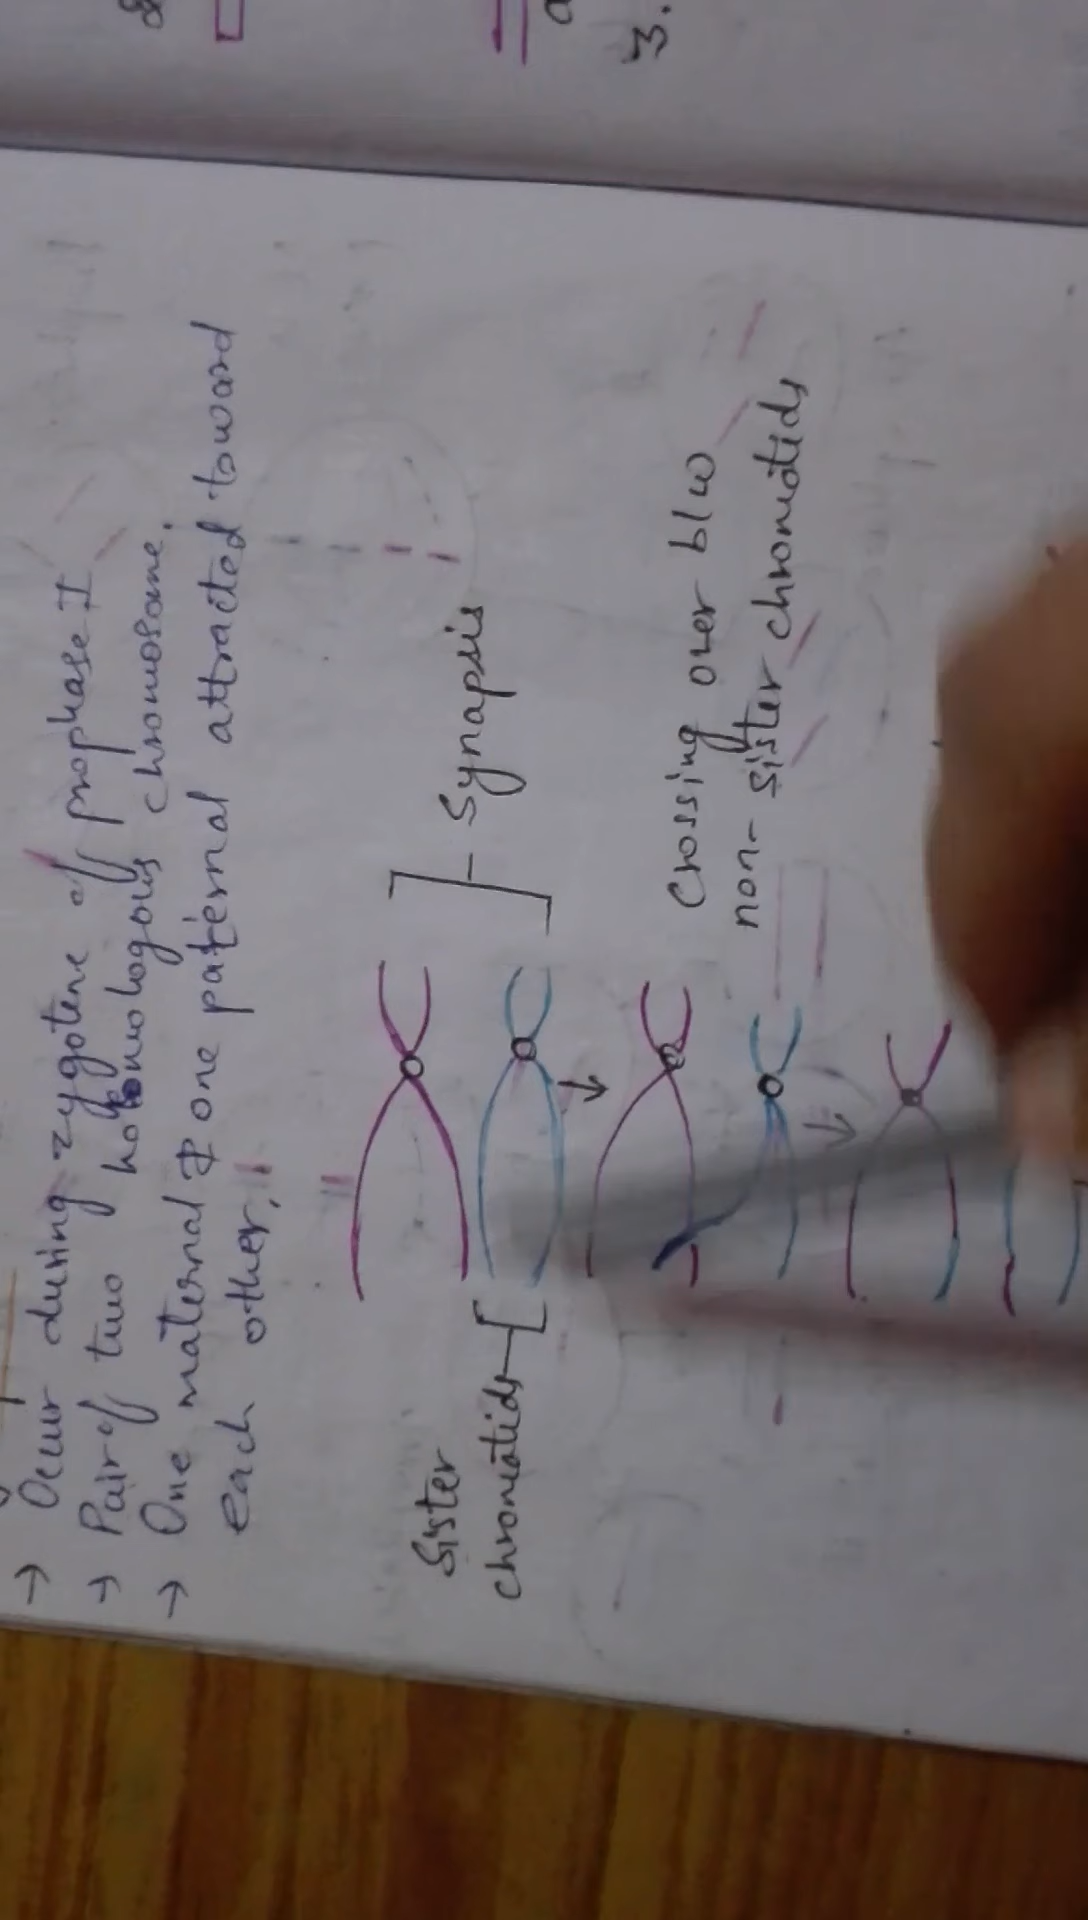 3.
→ Occur during zygotene of prophase I
→ Pair of two homologous chromosome.
→ One maternal & one paternal attracted toward
each other.
Synapsis
Sister
chromatids
Crossing over b/w
non-sister chromatids